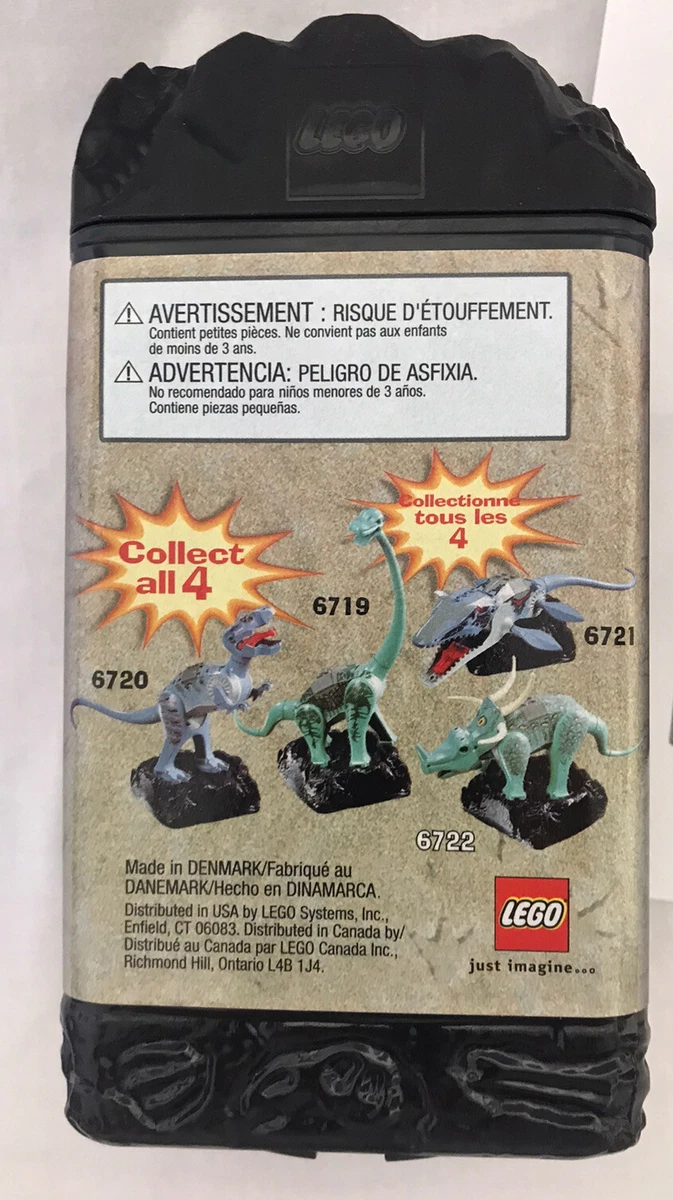 LEGO
AVERTISSEMENT : RISQUE D'ÉTOUFFEMENT.
Contient petites pièces. Ne convient pas aux enfants
de moins de 3 ans.
ADVERTENCIA: PELIGRO DE ASFIXIA.
No recomendado para niños menores de 3 años.
Contiene piezas pequeñas.
Collectionne
tous les
4
Collect
all 4
6719
6721
6720
6722
Made in DENMARK/Fabriqué au
DANEMARK/Hecho en DINAMARCA.
Distributed in USA by LEGO Systems, Inc.,
Enfield, CT 06083. Distributed in Canada by/
Distribué au Canada par LEGO Canada Inc.,
Richmond Hill, Ontario L4B 1J4.
LEGO
just imagine...